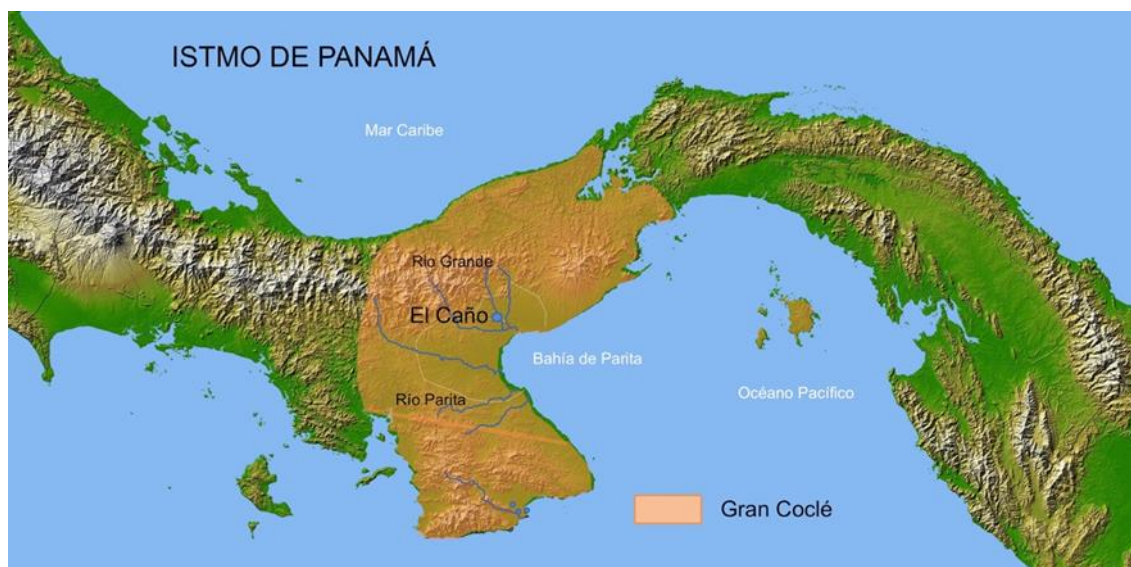 ISTMO DE PANAMÁ
Mar Caribe
Río Grande
El Caño
Bahía de Parita
Océano Pacífico
Río Parita
Gran Coclé